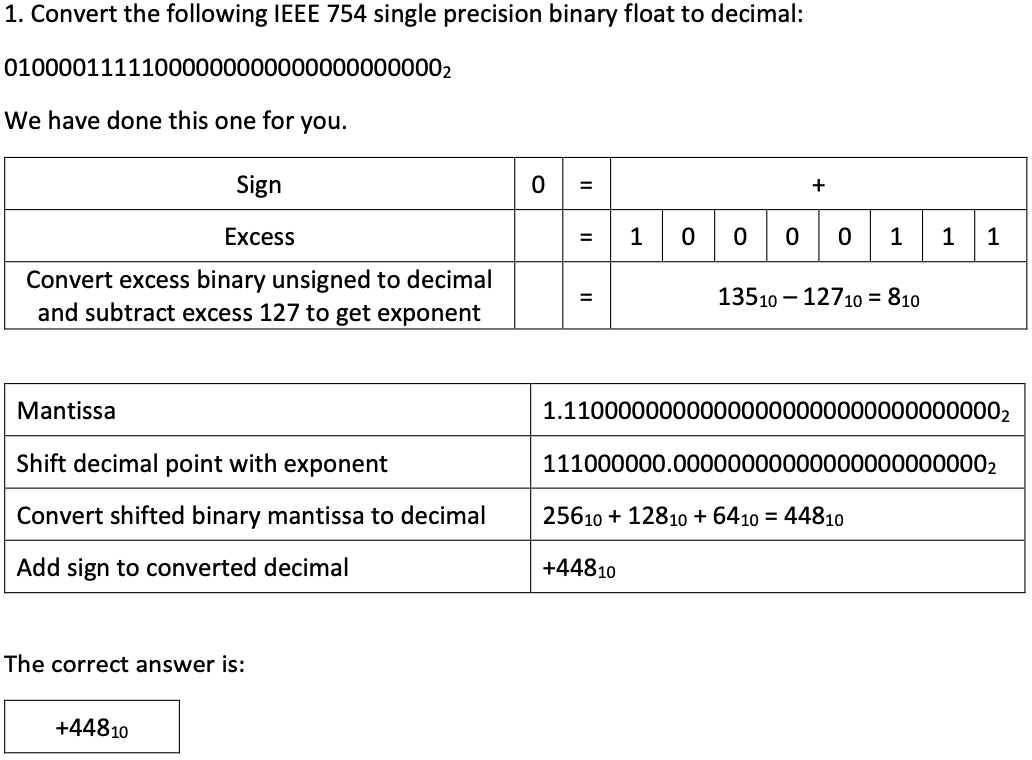 1. Convert the following IEEE 754 single precision binary float to decimal:
01000011111000000000000000000000₂
We have done this one for you.
Sign 0 = +
Excess = 1 0 0 0 0 1 1 1
Convert excess binary unsigned to decimal
and subtract excess 127 to get exponent = 135₁₀ – 127₁₀ = 8₁₀
Mantissa 1.11000000000000000000000000000000₂
Shift decimal point with exponent 111000000.00000000000000000000000₂
Convert shifted binary mantissa to decimal 256₁₀ + 128₁₀ + 64₁₀ = 448₁₀
Add sign to converted decimal +448₁₀
The correct answer is:
+448₁₀